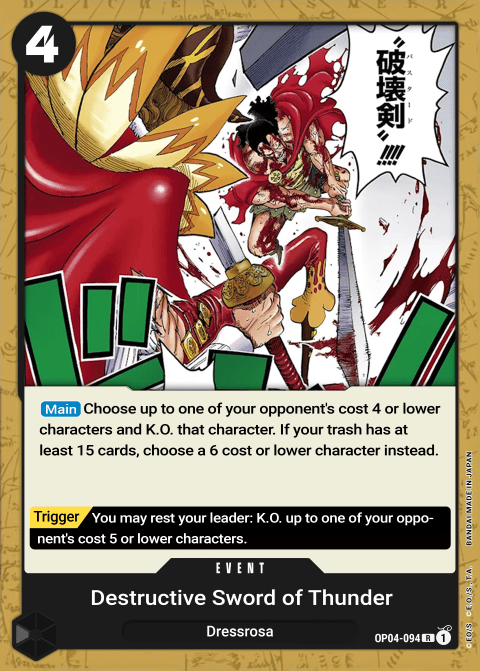 4
“破壊剣”!!!!
バスタード
ドドン
Main Choose up to one of your opponent's cost 4 or lower
characters and K.O. that character. If your trash has at
least 15 cards, choose a 6 cost or lower character instead.
Trigger You may rest your leader: K.O. up to one of your oppo-
nent's cost 5 or lower characters.
EVENT
Destructive Sword of Thunder
Dressrosa
OP04-094 R 1
BANDAI MADE IN JAPAN